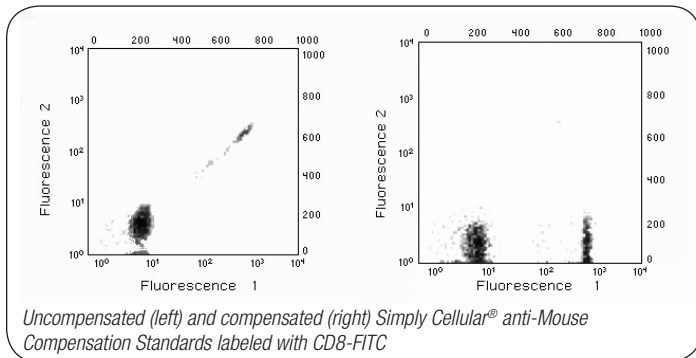 0 200 400 600 800 1000
10⁴
10³
10²
10¹
10⁰
Fluorescence 2
1000
800
600
400
200
0
10⁰ 10¹ 10² 10³ 10⁴
Fluorescence 1
0 200 400 600 800 1000
10⁴
10³
10²
10¹
10⁰
Fluorescence 2
1000
800
600
400
200
0
10⁰ 10¹ 10² 10³ 10⁴
Fluorescence 1
Uncompensated (left) and compensated (right) Simply Cellular® anti-Mouse
Compensation Standards labeled with CD8-FITC